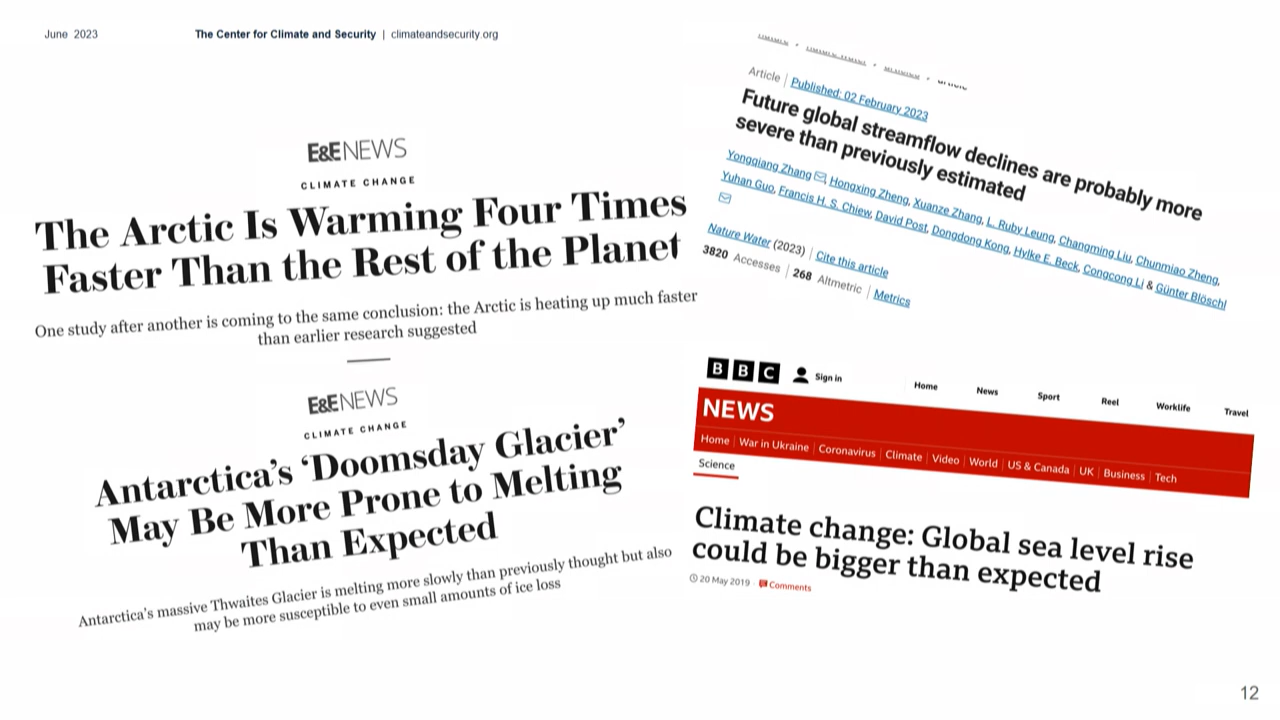 June 2023
The Center for Climate and Security | climateandsecurity.org
E&E NEWS
CLIMATE CHANGE
The Arctic Is Warming Four Times
Faster Than the Rest of the Planet
One study after another is coming to the same conclusion: the Arctic is heating up much faster
than earlier research suggested
E&E NEWS
CLIMATE CHANGE
Antarctica's ‘Doomsday Glacier’
May Be More Prone to Melting
Than Expected
Antarctica's massive Thwaites Glacier is melting more slowly than previously thought but also
may be more susceptible to even small amounts of ice loss
Article | Published: 02 February 2023
Future global streamflow declines are probably more
severe than previously estimated
Yongqiang Zhang, Hongxing Zheng, Xuanze Zhang, L. Ruby Leung, Changming Liu, Chunmiao Zheng,
Yuhan Guo, Francis H. S. Chiew, David Post, Dongdong Kong, Hylke E. Beck, Congcong Li & Günter Blöschl
Nature Water (2023) | Cite this article
3820 Accesses | 268 Altmetric | Metrics
BBC Sign in Home News Sport Reel Worklife Travel
NEWS
Home | War in Ukraine | Coronavirus | Climate | Video | World | US & Canada | UK | Business | Tech
Science
Climate change: Global sea level rise
could be bigger than expected
20 May 2019 Comments
12